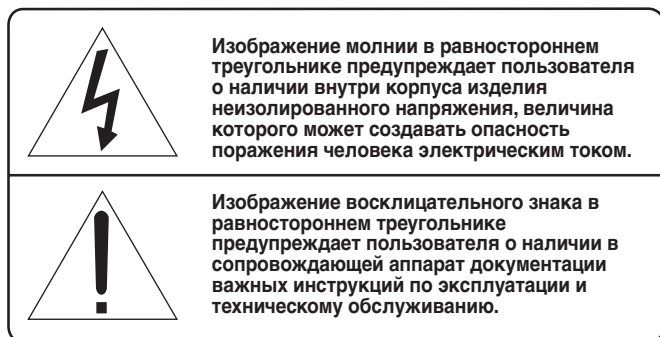 Изображение молнии в равностороннем
треугольнике предупреждает пользователя
о наличии внутри корпуса изделия
неизолированного напряжения, величина
которого может создавать опасность
поражения человека электрическим током.
Изображение восклицательного знака в
равностороннем треугольнике
предупреждает пользователя о наличии в
сопровождающей аппарат документации
важных инструкций по эксплуатации и
техническому обслуживанию.